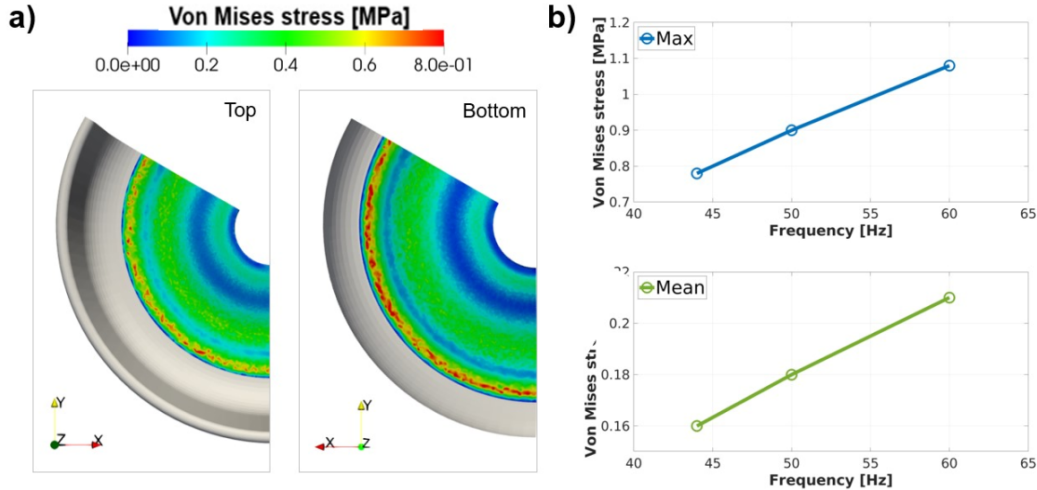 a)
Von Mises stress [MPa]
0.0e+00 0.2 0.4 0.6 8.0e-01
Top
Bottom
Y
Z X
Y
X Z
b)
1.2
1.1
1
0.9
0.8
0.7
Von Mises stress [MPa]
Max
40 45 50 55 60 65
Frequency [Hz]
0.2
0.18
0.16
Von Mises
Mean
40 45 50 55 60 65
Frequency [Hz]